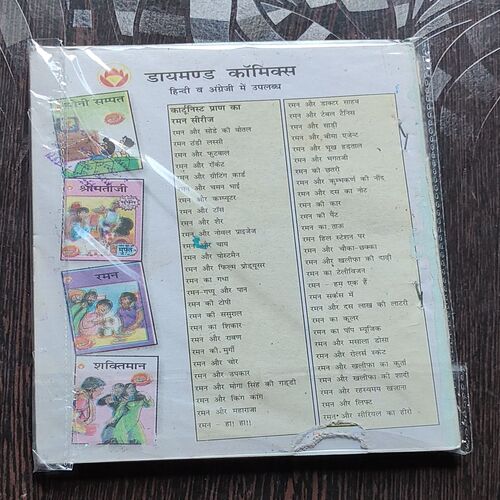 डायमण्ड कॉमिक्स
हिन्दी व अंग्रेजी में उपलब्ध
सम्पत
श्रीमतीजी
रमन
शक्तिमान
कार्टूनिस्ट प्राण का
रमन सीरीज
रमन और सोडे की बोतल
रमन ठंडी लस्सी
रमन और फुटबाल
रमन और रॉकेट
रमन और ग्रीटिंग कार्ड
रमन और चमन भाई
रमन और कम्प्यूटर
रमन और टॉस
रमन और शेर
रमन और नोबल प्राइजेज
रमन और चाय
रमन और पोस्टमैन
रमन और फिल्म प्रोड्यूसर
रमन का गधा
रमन-गप्पू और पान
रमन की टोपी
रमन की ससुराल
रमन का शिकार
रमन और रावण
रमन की मुर्गी
रमन और चोर
रमन और उपकार
रमन और मोगा सिंह की गड्डी
रमन और किंग कांग
रमन और महाराजा
रमन - हा! हा!!
रमन और डाक्टर साहब
रमन और टेबल टैनिस
रमन और साड़ी
रमन और बीमा एजेन्ट
रमन और भूख हड़ताल
रमन और भगतजी
रमन की छतरी
रमन और कुम्भकर्ण की नींद
रमन और दस का नोट
रमन की कार
रमन की पैंट
रमन का ताऊ
रमन हिल स्टेशन पर
रमन और चौका-छक्का
रमन और खलीफा की दाढ़ी
रमन का टेलीविजन
रमन - हम एक हैं
रमन सर्कस में
रमन और दस लाख की लाटरी
रमन का कूलर
रमन का पॉप म्यूजिक
रमन और मसाला डोसा
रमन और रोलर्स स्कंट
रमन और खलीफा का कुर्ता
रमन और खलीफा की शादी
रमन और रहस्यमय खजाना
रमन और लिफ्ट
रमन और सीरियल का हीरो